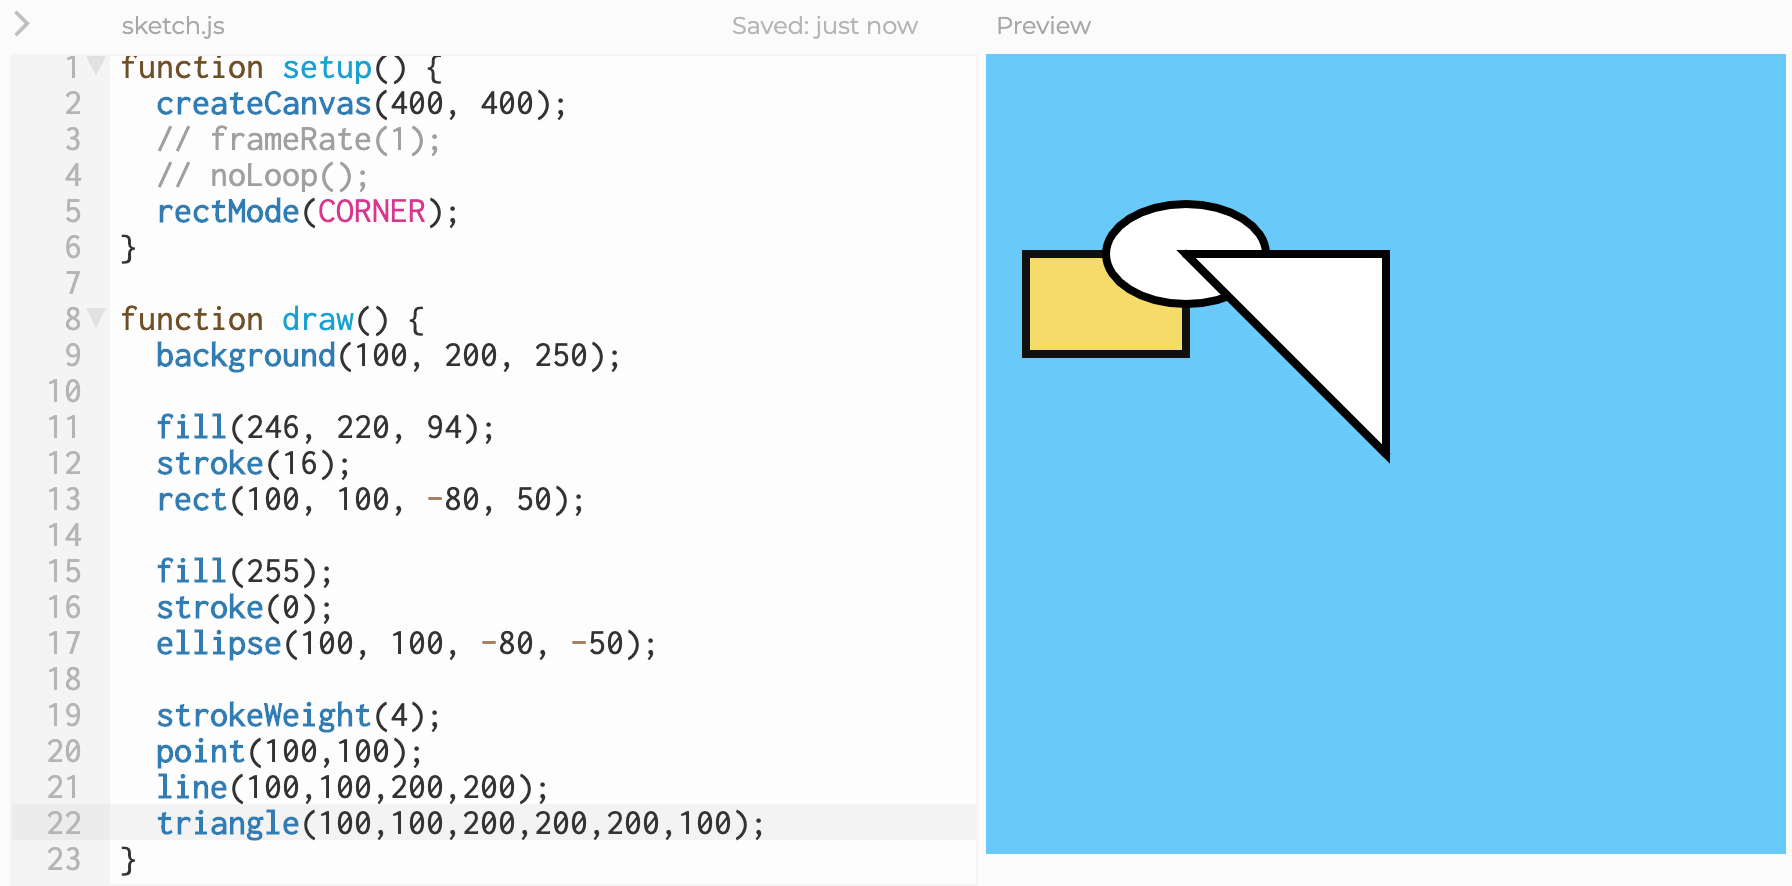 sketch.js Saved: just now Preview
1 function setup() {
2 createCanvas(400, 400);
3 // frameRate(1);
4 // noLoop();
5 rectMode(CORNER);
6 }
7
8 function draw() {
9 background(100, 200, 250);
10
11 fill(246, 220, 94);
12 stroke(16);
13 rect(100, 100, -80, 50);
14
15 fill(255);
16 stroke(0);
17 ellipse(100, 100, -80, -50);
18
19 strokeWeight(4);
20 point(100,100);
21 line(100,100,200,200);
22 triangle(100,100,200,200,200,100);
23 }